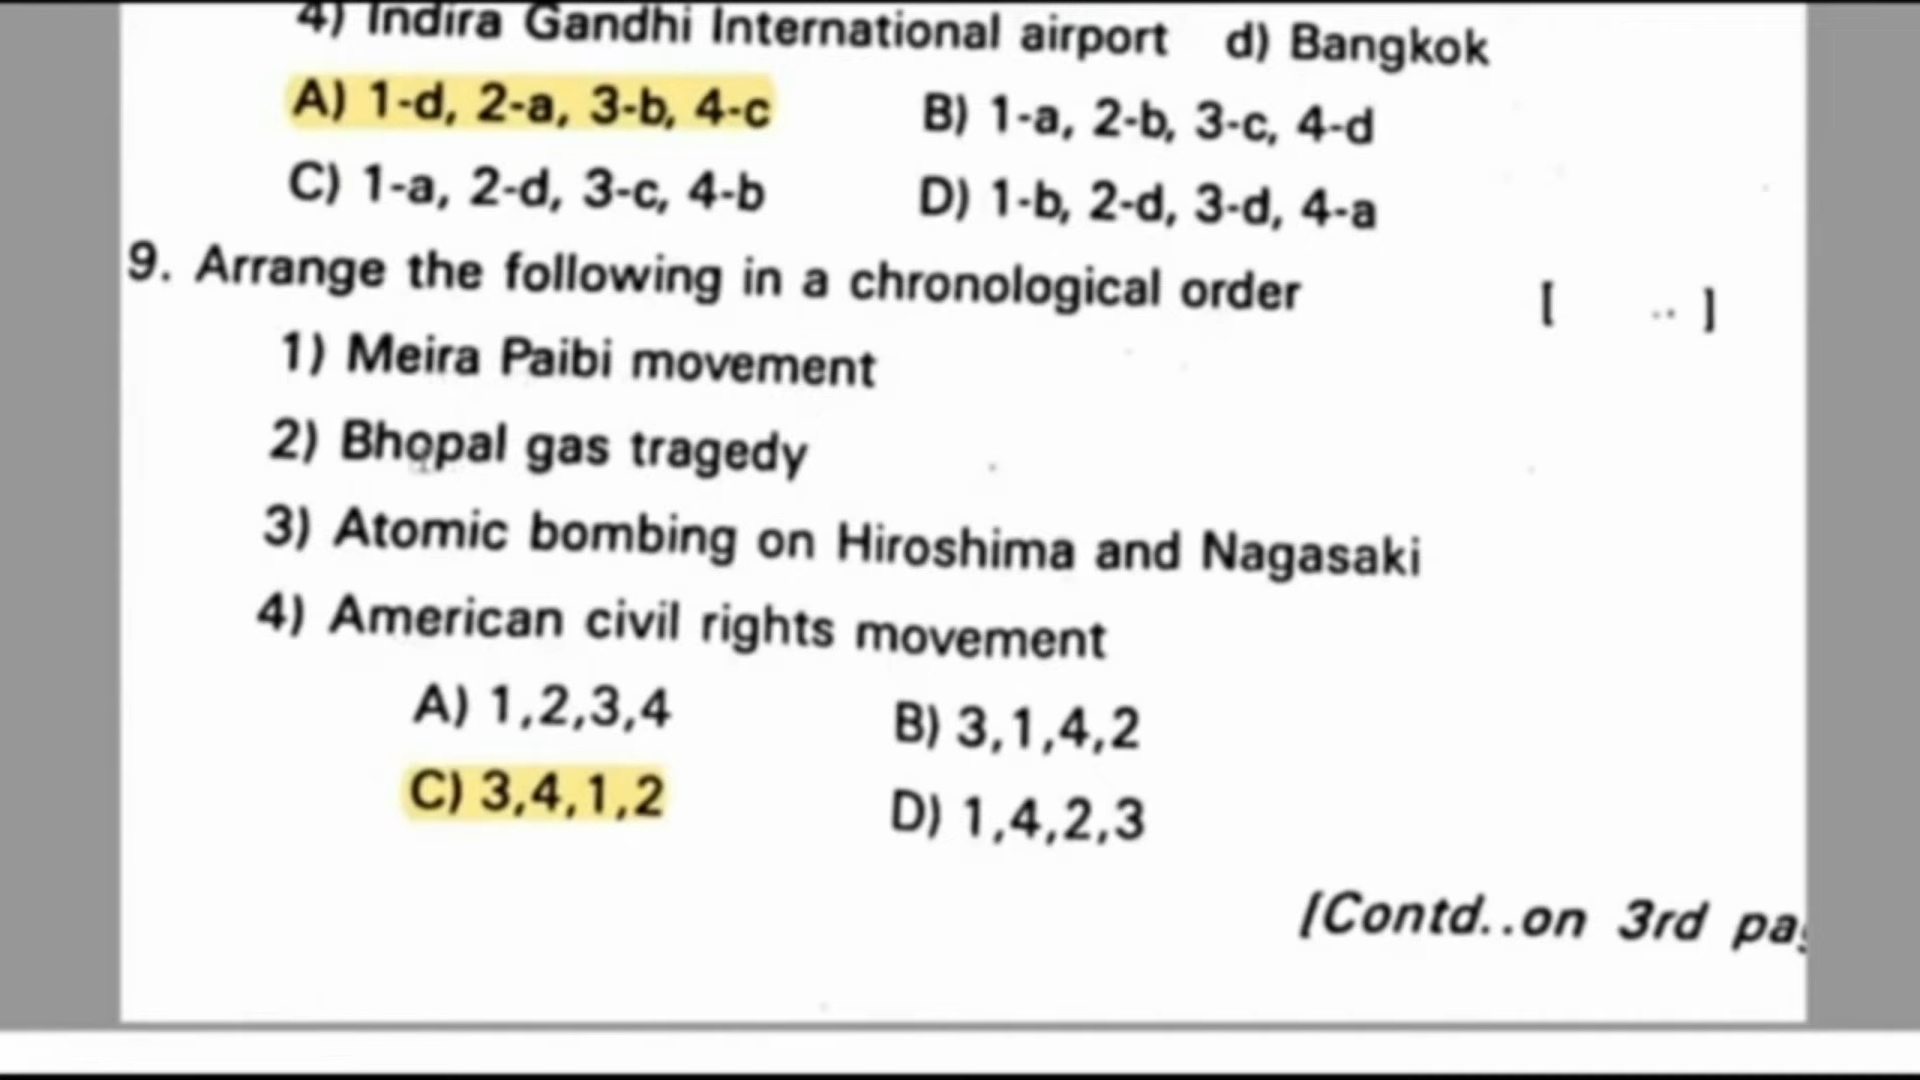 4) Indira Gandhi International airport d) Bangkok
A) 1-d, 2-a, 3-b, 4-c B) 1-a, 2-b, 3-c, 4-d
C) 1-a, 2-d, 3-c, 4-b D) 1-b, 2-d, 3-d, 4-a
9. Arrange the following in a chronological order [ .. ]
1) Meira Paibi movement
2) Bhopal gas tragedy
3) Atomic bombing on Hiroshima and Nagasaki
4) American civil rights movement
A) 1,2,3,4 B) 3,1,4,2
C) 3,4,1,2 D) 1,4,2,3
[Contd..on 3rd